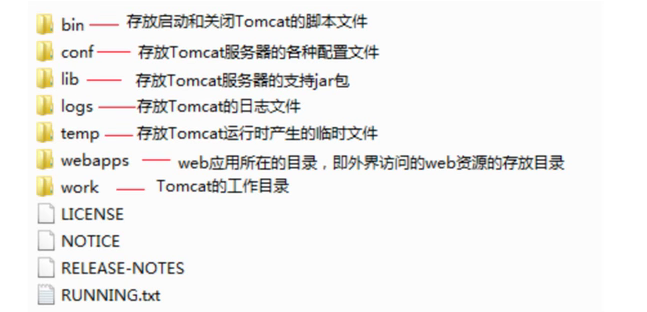 bin 存放启动和关闭Tomcat的脚本文件
conf 存放Tomcat服务器的各种配置文件
lib 存放Tomcat服务器的支持jar包
logs 存放Tomcat的日志文件
temp 存放Tomcat运行时产生的临时文件
webapps web应用所在的目录，即外界访问的web资源的存放目录
work Tomcat的工作目录
LICENSE
NOTICE
RELEASE-NOTES
RUNNING.txt